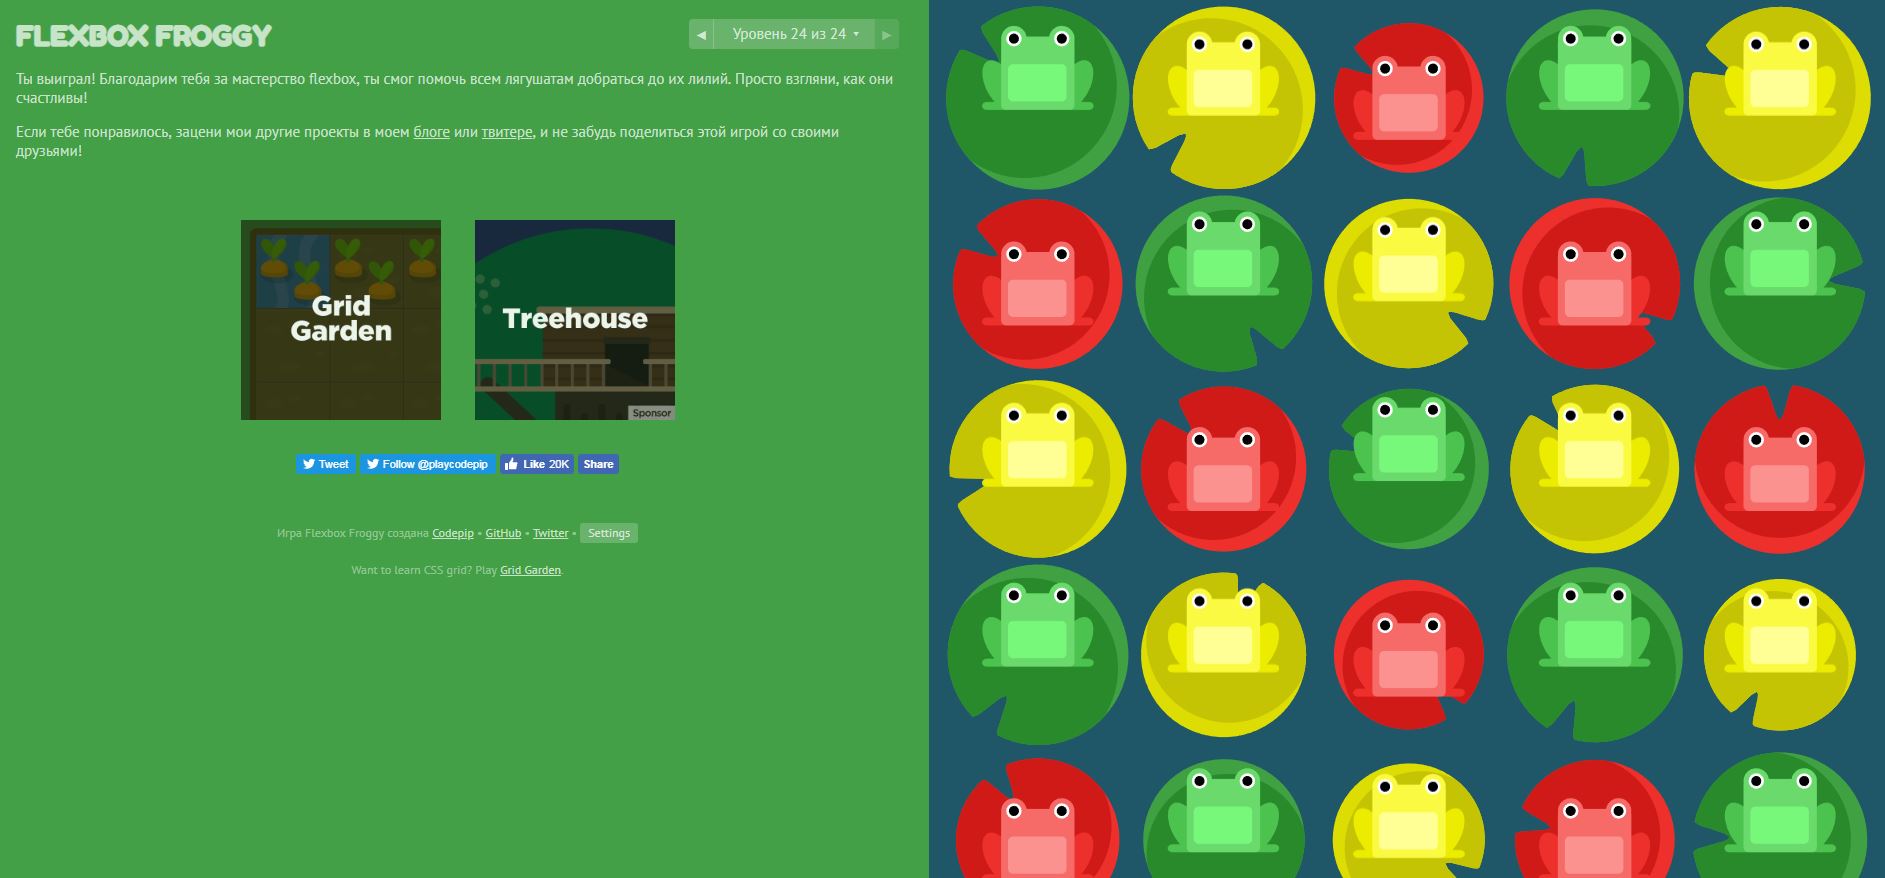 FLEXBOX FROGGY
◀ Уровень 24 из 24 ▾ ▶
Ты выиграл! Благодарим тебя за мастерство flexbox, ты смог помочь всем лягушатам добраться до их лилий. Просто взгляни, как они
счастливы!
Если тебе понравилось, зацени мои другие проекты в моем блоге или твитере, и не забудь поделиться этой игрой со своими
друзьями!
Grid
Garden
Treehouse
Sponsor
Tweet Follow @playcodepip Like 20K Share
Игра Flexbox Froggy создана Codepip • GitHub • Twitter • Settings
Want to learn CSS grid? Play Grid Garden.